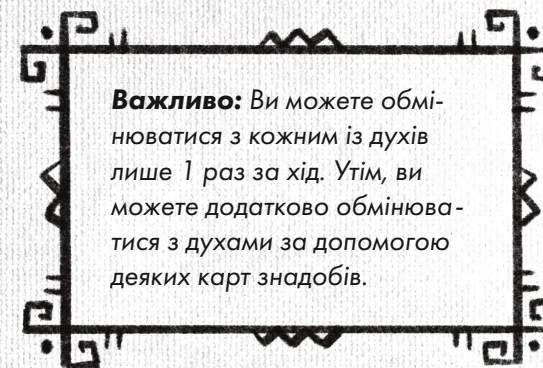 Важливо: Ви можете обмі-
нюватися з кожним із духів
лише 1 раз за хід. Утім, ви
можете додатково обмінюва-
тися з духами за допомогою
деяких карт знадобів.